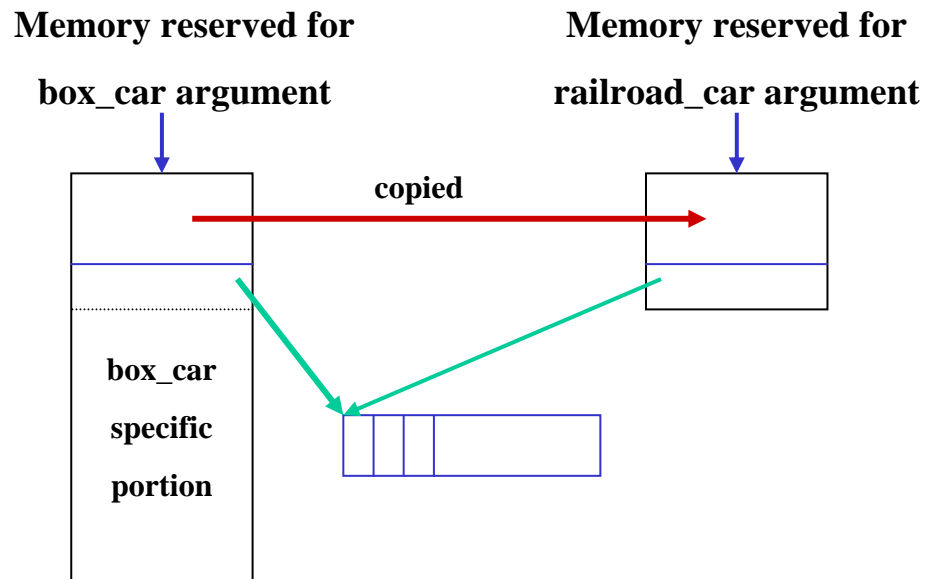 Memory reserved for
box_car argument
Memory reserved for
railroad_car argument
copied
box_car
specific
portion